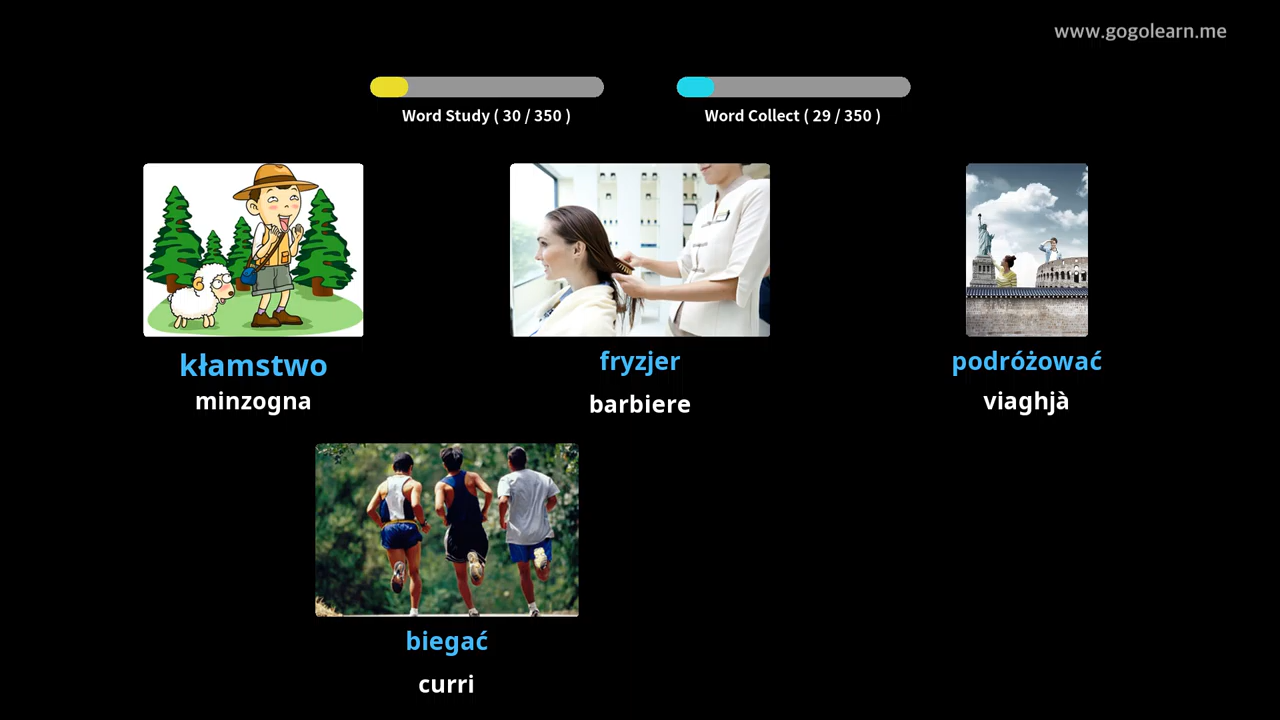 www.gogolearn.me
Word Study ( 30 / 350 )
Word Collect ( 29 / 350 )
kłamstwo
minzogna
fryzjer
barbiere
podróżować
viaghjà
biegać
curri